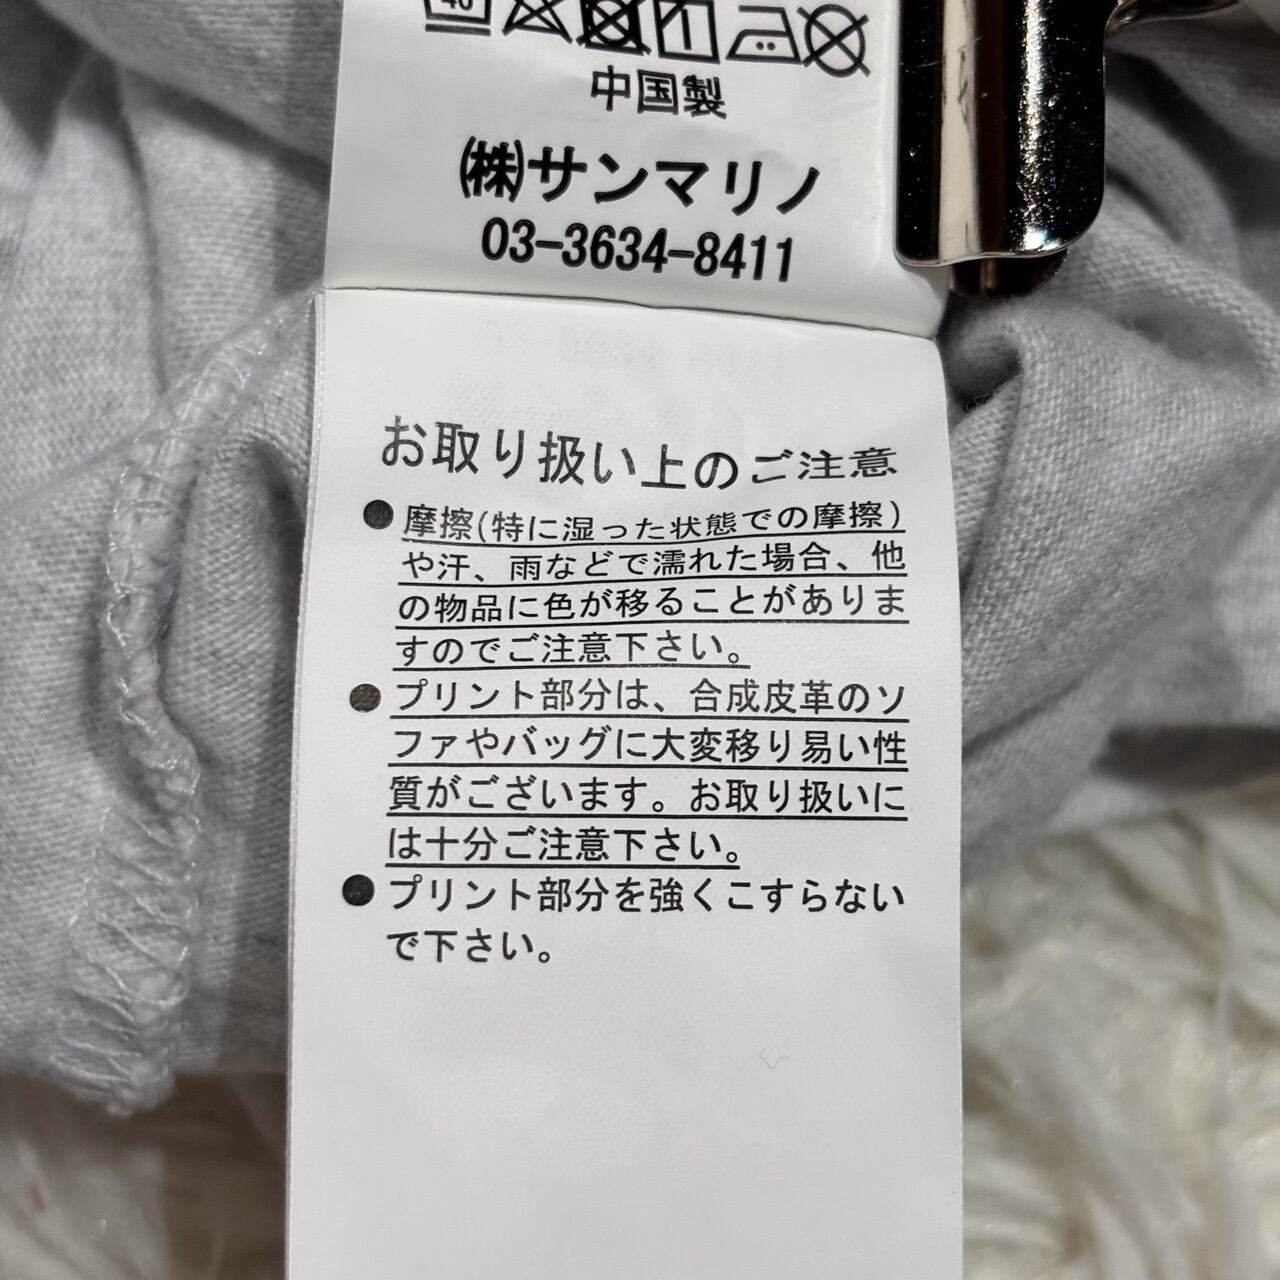 40
中国製
㈱サンマリノ
03-3634-8411
お取り扱い上のご注意
●摩擦(特に湿った状態での摩擦)
や汗、雨などで濡れた場合、他
の物品に色が移ることがありま
すのでご注意下さい。
●プリント部分は、合成皮革のソ
ファやバッグに大変移り易い性
質がございます。お取り扱いに
は十分ご注意下さい。
●プリント部分を強くこすらない
で下さい。